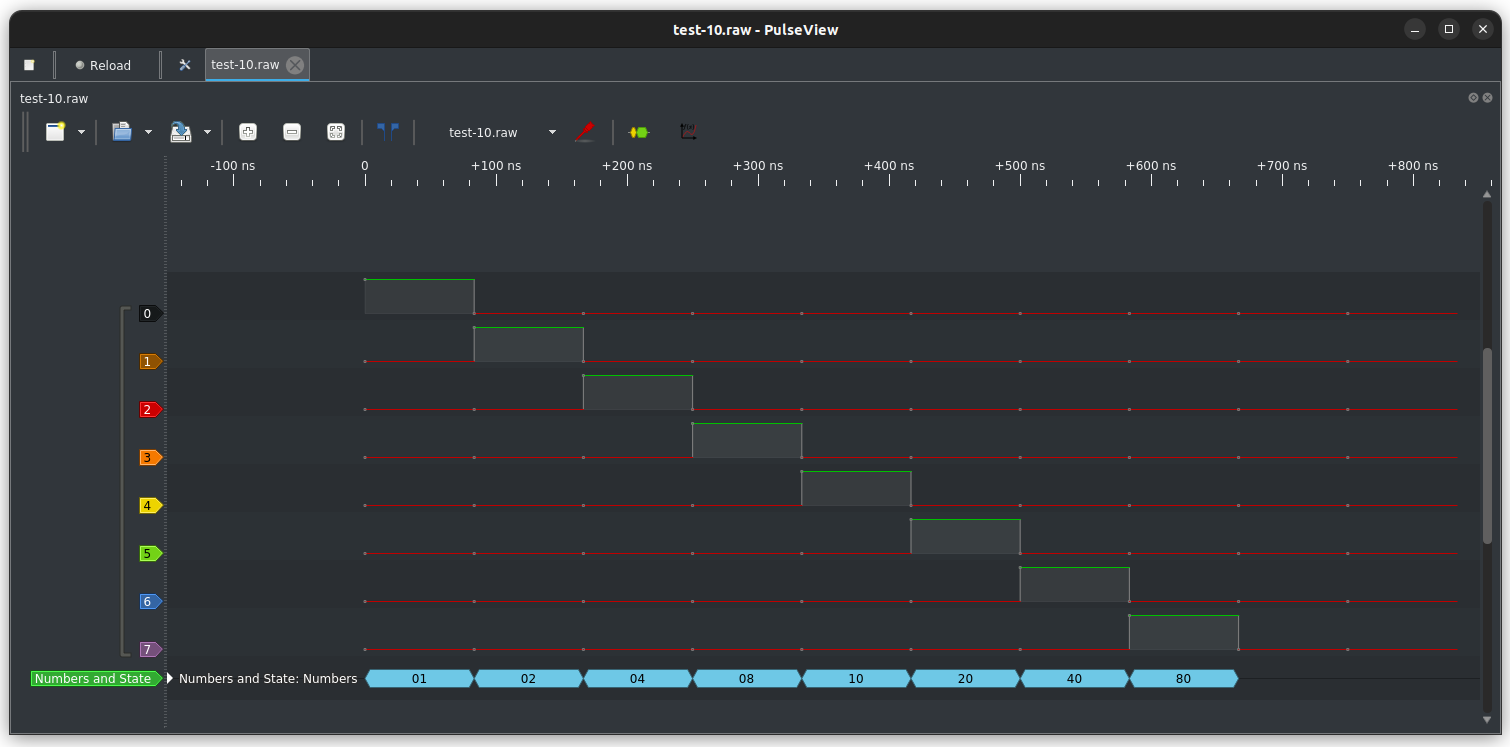 test-10.raw - PulseView
Reload
test-10.raw
test-10.raw
test-10.raw
-100 ns 0 +100 ns +200 ns +300 ns +400 ns +500 ns +600 ns +700 ns +800 ns
0
1
2
3
4
5
6
7
Numbers and State Numbers and State: Numbers 01 02 04 08 10 20 40 80